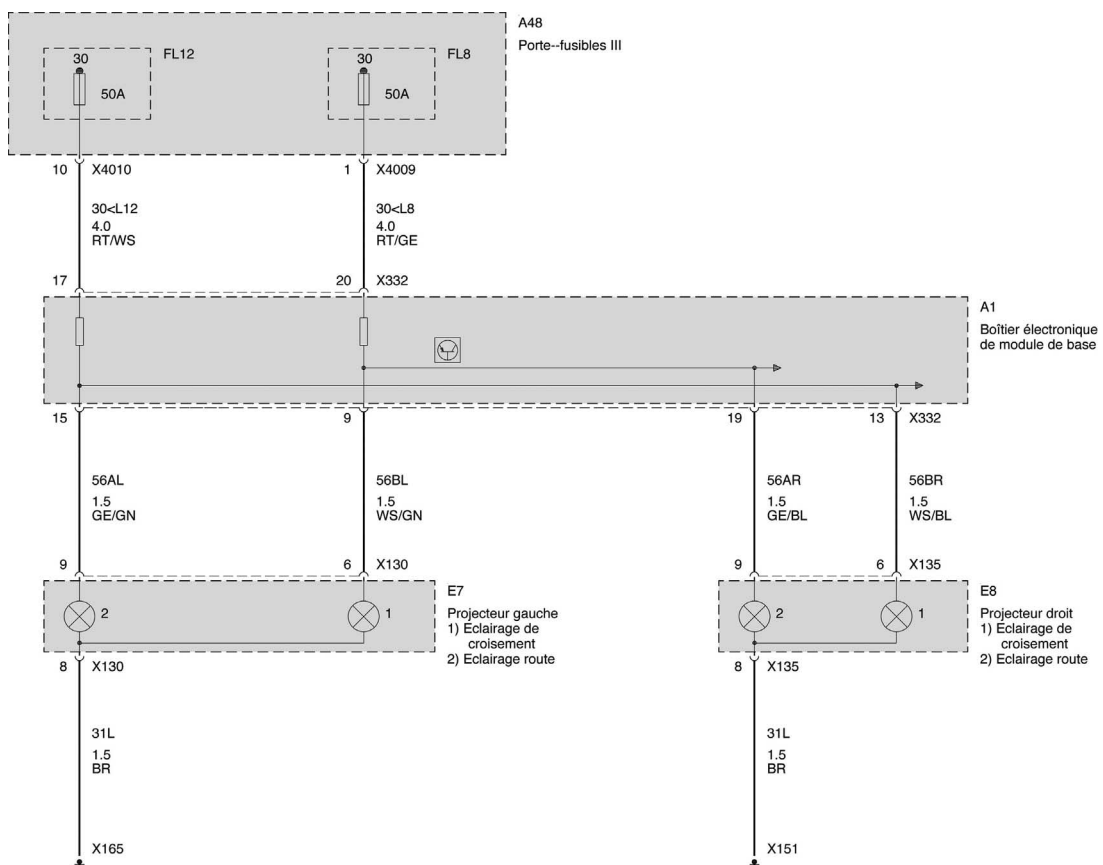 A48
Porte--fusibles III
30 FL12 30 FL8
50A 50A
10 X4010 1 X4009
30<L12 30<L8
4.0 4.0
RT/WS RT/GE
17 20 X332
A1
Boîtier électronique
de module de base
15 9 19 13 X332
56AL 56BL 56AR 56BR
1.5 1.5 1.5 1.5
GE/GN WS/GN GE/BL WS/BL
9 6 X130 9 6 X135
E7 E8
2 1 2 1
Projecteur gauche
1) Eclairage de
croisement
2) Eclairage route
Projecteur droit
1) Eclairage de
croisement
2) Eclairage route
8 X130 8 X135
31L 31L
1.5 1.5
BR BR
X165 X151